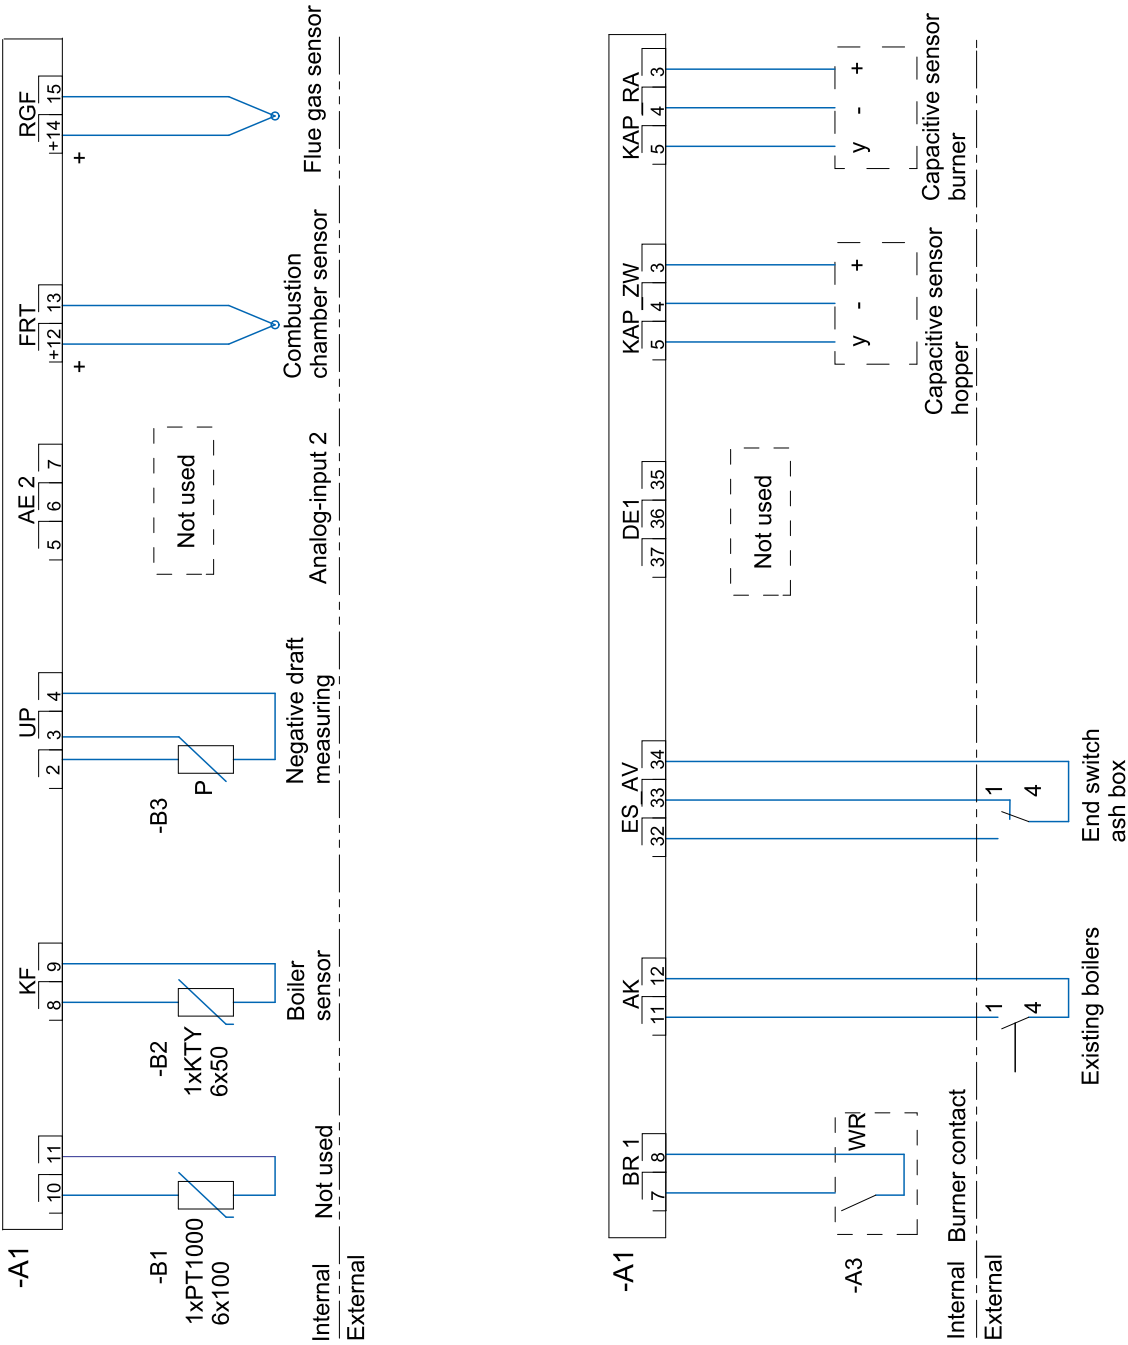 -A1
10
11
-B1
1xPT1000
6x100
Not used
KF
8
9
-B2
1xKTY
6x50
Boiler
sensor
UP
2
3
4
-B3
P
Negative draft
measuring
AE 2
5
6
7
Not used
Analog-input 2
FRT
+12
13
+
Combustion
chamber sensor
RGF
+14
15
+
Flue gas sensor
Internal
External
-A1
BR 1
7
8
-A3
WR
Burner contact
AK
11
12
1
4
Existing boilers
ES_AV
32
33
34
1
4
End switch
ash box
DE1
37
36
35
Not used
KAP_ZW
5
4
3
y
-
+
Capacitive sensor
hopper
KAP_RA
5
4
3
y
-
+
Capacitive sensor
burner
Internal
External